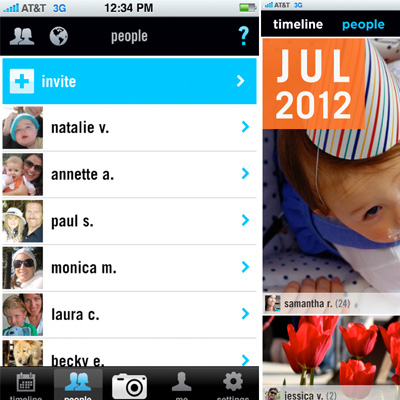 AT&T 3G 12:34 PM
people ?
invite
natalie v.
annette a.
paul s.
monica m.
laura c.
becky e.
timeline people me settings
AT&T 3G
timeline people
JUL
2012
samantha r. (24)
jessica v. (2)